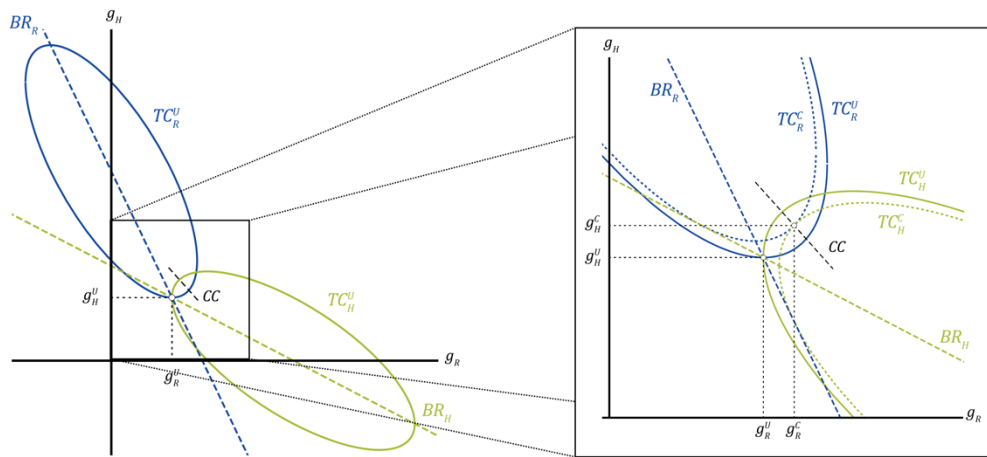 g_H
BR_R
TC_R^U
g_H^U
CC
TC_H^U
g_R
g_R^U
BR_H
g_H
BR_R
TC_R^C
TC_R^U
TC_H^U
TC_H^C
g_H^C
CC
g_H^U
BR_H
g_R^U
g_R^C
g_R